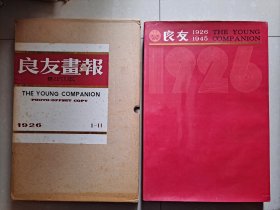 良友畫報
THE YOUNG COMPANION
PHOTO-OFFSET COPY
1926
1-11
良友
1926
1945
THE YOUNG
COMPANION
1926